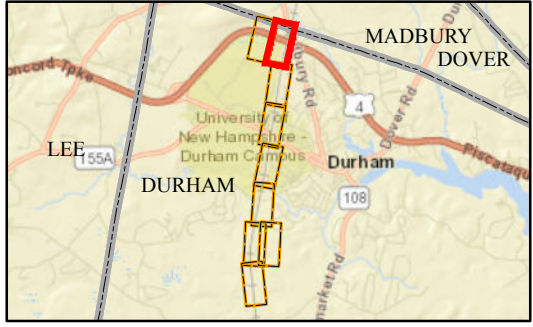 MADBURY
DOVER
oncord Tpke
bury Rd
Dover Rd
4
University of
New Hampshire -
Durham Campus
LEE
155A
Durham
Piscataqu
DURHAM
108
market Rd